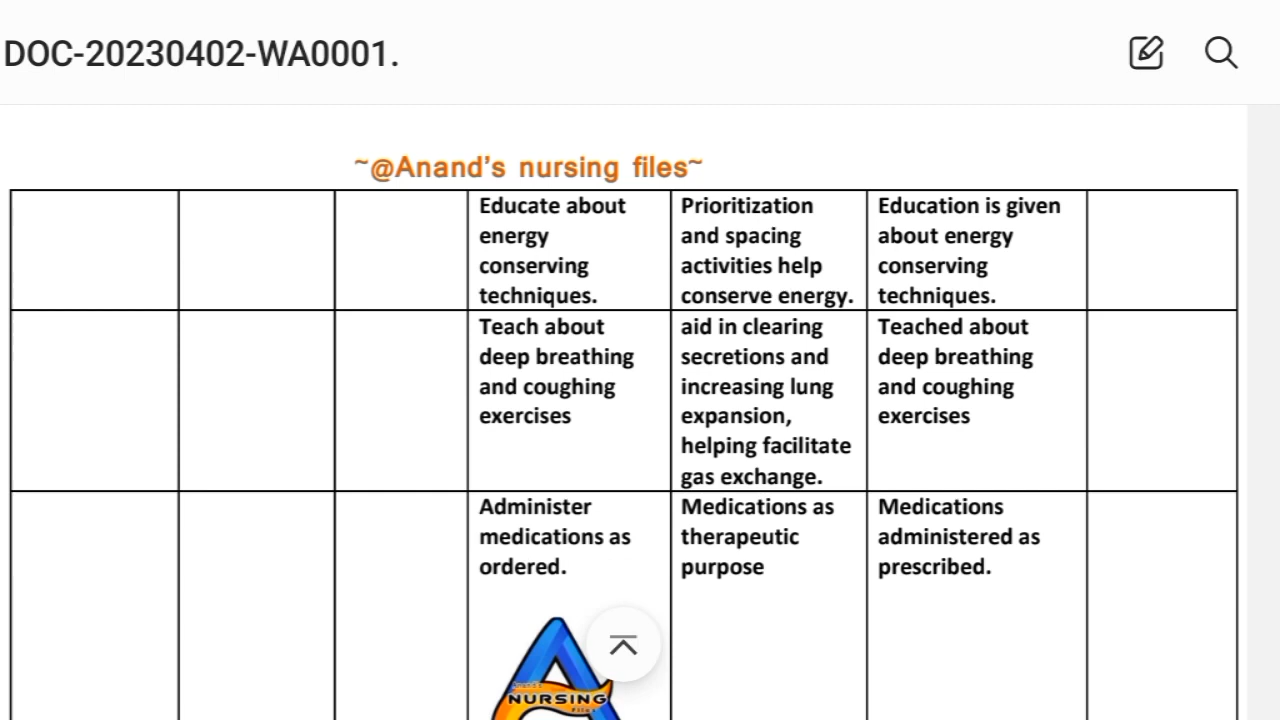 DOC-20230402-WA0001.
~@Anand's nursing files~
Educate about
energy
conserving
techniques.
Prioritization
and spacing
activities help
conserve energy.
Education is given
about energy
conserving
techniques.
Teach about
deep breathing
and coughing
exercises
aid in clearing
secretions and
increasing lung
expansion,
helping facilitate
gas exchange.
Teached about
deep breathing
and coughing
exercises
Administer
medications as
ordered.
Medications as
therapeutic
purpose
Medications
administered as
prescribed.
Anand's
NURSING
Files